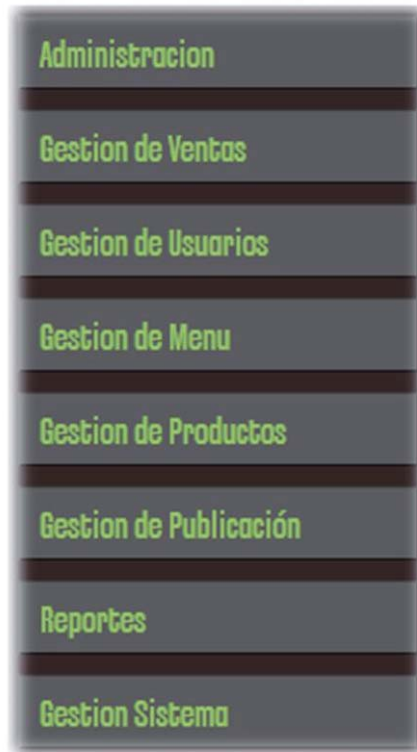 Administracion
Gestion de Ventas
Gestion de Usuarios
Gestion de Menu
Gestion de Productos
Gestion de Publicación
Reportes
Gestion Sistema